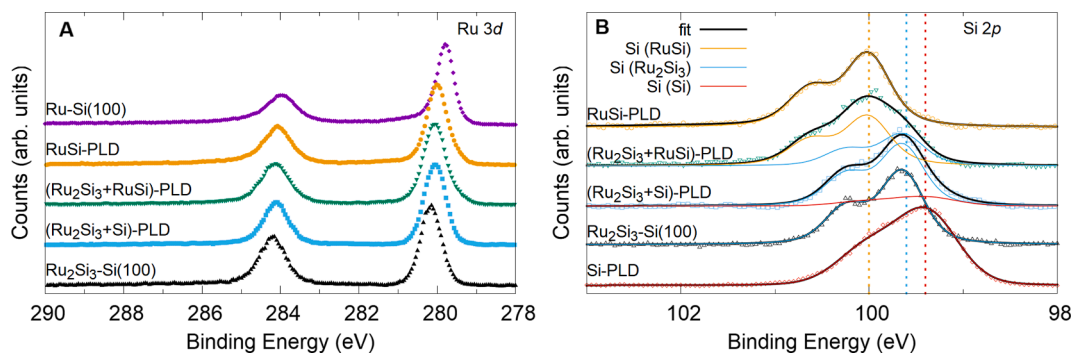 A
Ru 3d
Counts (arb. units)
Ru-Si(100)
RuSi-PLD
(Ru₂Si₃+RuSi)-PLD
(Ru₂Si₃+Si)-PLD
Ru₂Si₃-Si(100)
290 288 286 284 282 280 278
Binding Energy (eV)
B
Si 2p
fit
Si (RuSi)
Si (Ru₂Si₃)
Si (Si)
Counts (arb. units)
RuSi-PLD
(Ru₂Si₃+RuSi)-PLD
(Ru₂Si₃+Si)-PLD
Ru₂Si₃-Si(100)
Si-PLD
102 100 98
Binding Energy (eV)